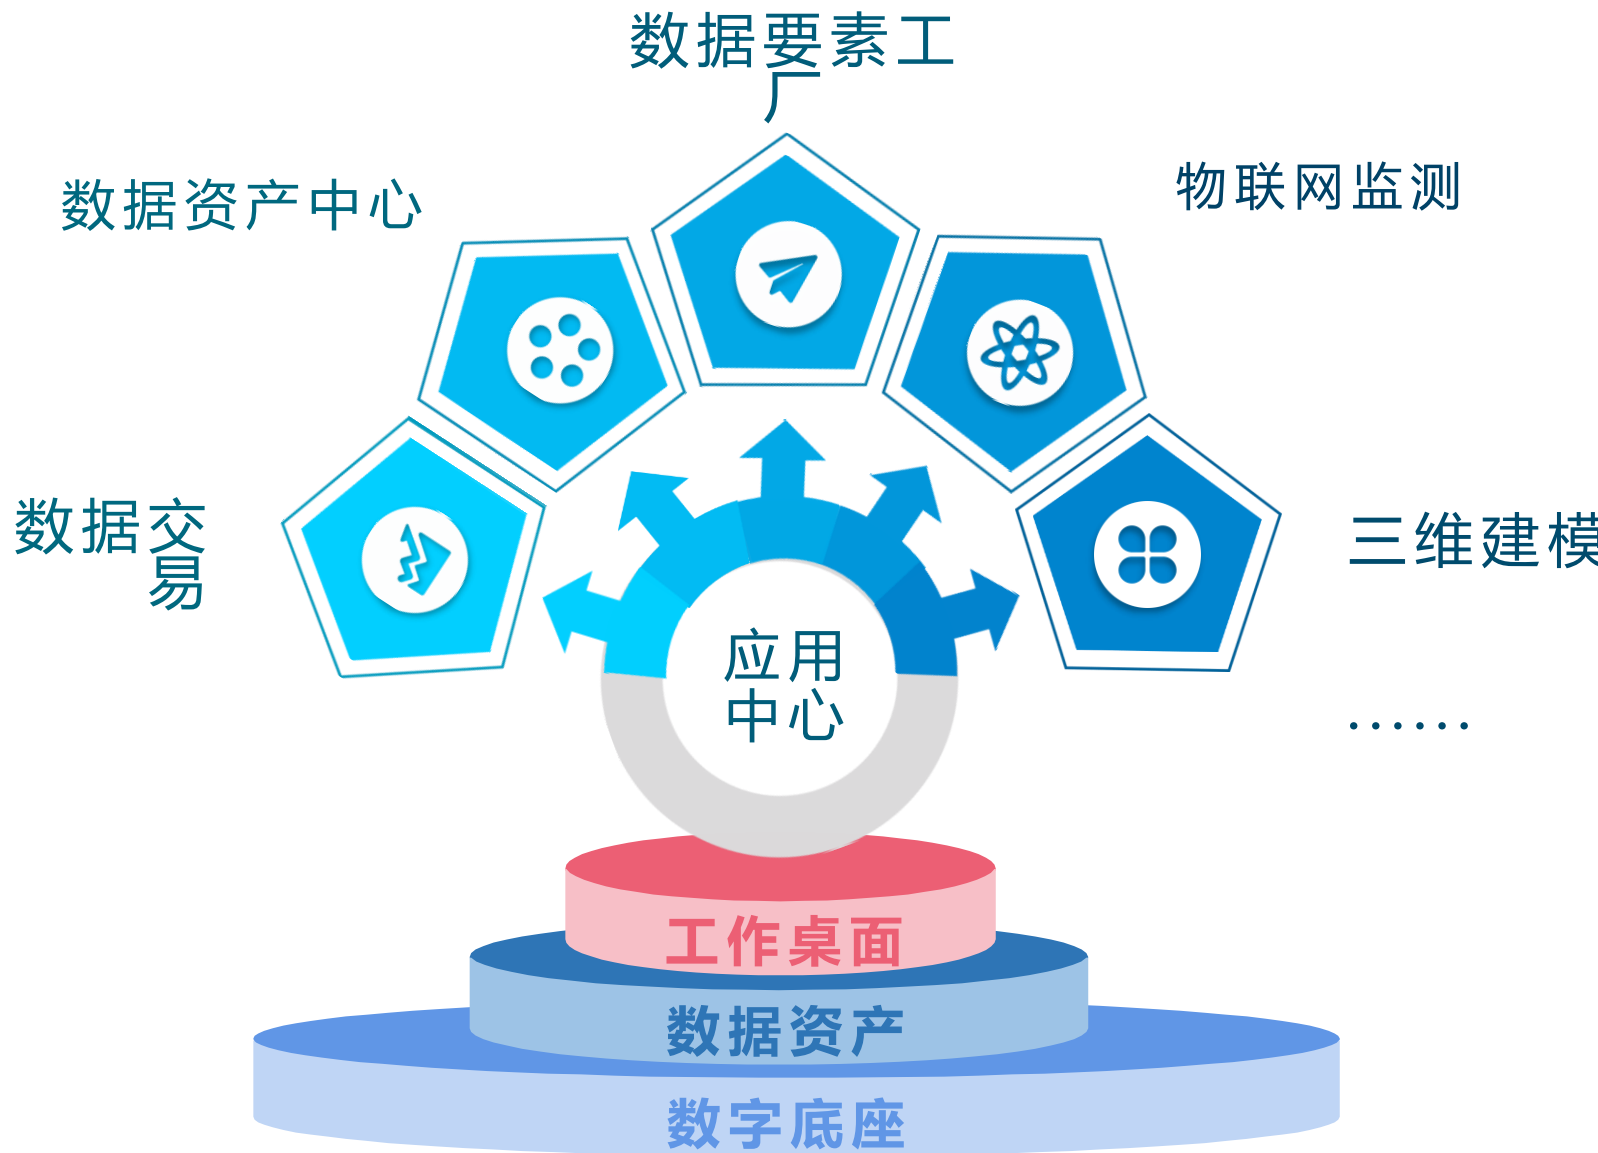 数据要素工
厂
数据资产中心
物联网监测
数据交
易
三维建模
……
应用
中心
工作桌面
数据资产
数字底座